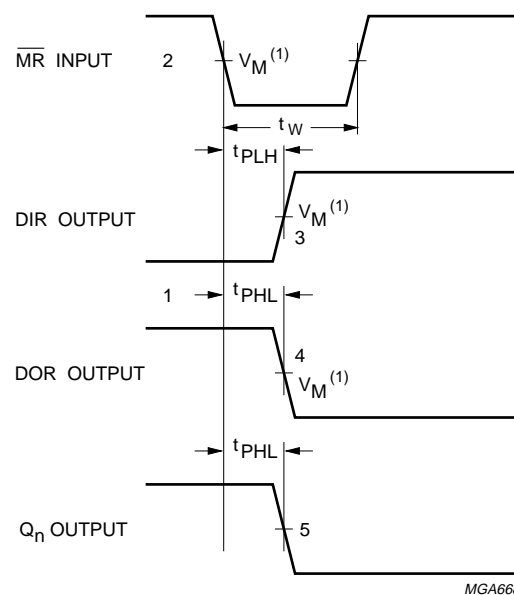 M̅R̅ INPUT 2 VM(1)
tW
tPLH
DIR OUTPUT VM(1)
3
1 tPHL
4
DOR OUTPUT VM(1)
tPHL
Qn OUTPUT 5